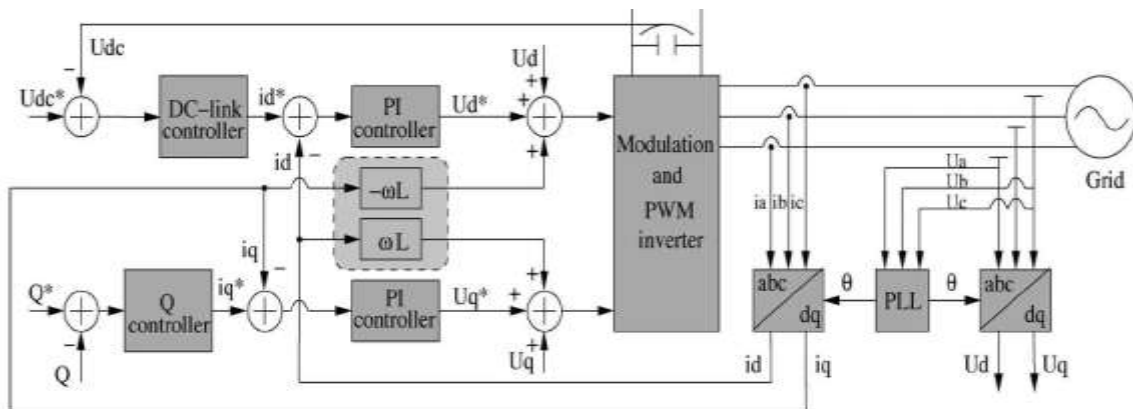 Udc
Ud
Udc*
DC-link
controller
id*
PI
controller
Ud*
Modulation
and
PWM
inverter
Grid
id
-ωL
ωL
iq
Ua
Ub
Uc
ia
ib
ic
Q*
Q
controller
iq*
PI
controller
Uq*
abc
dq
θ
PLL
θ
abc
dq
Q
Uq
id
iq
Ud
Uq